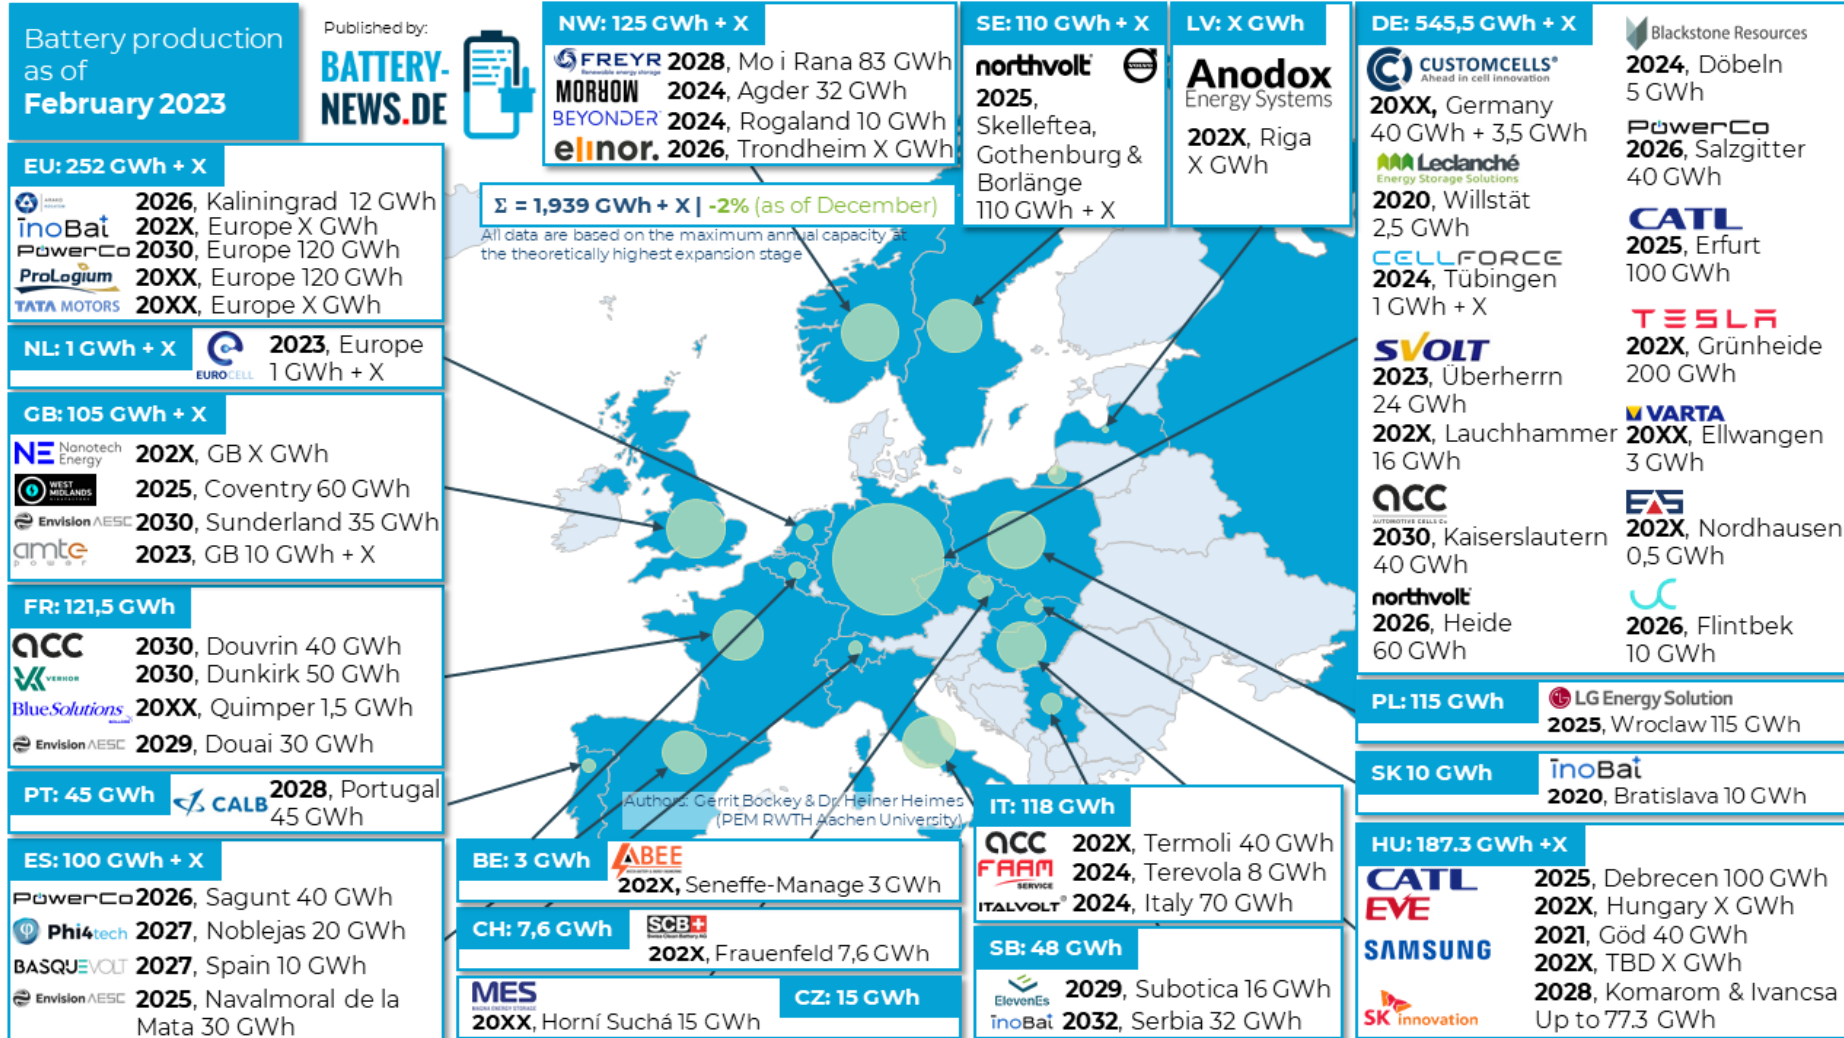 Battery production
as of
February 2023
Published by:
BATTERY-
NEWS.DE
NW: 125 GWh + X
FREYR
Renewable energy storage
2028, Mo i Rana 83 GWh
MORROW
2024, Agder 32 GWh
BEYONDER
2024, Rogaland 10 GWh
elinor.
2026, Trondheim X GWh
SE: 110 GWh + X
northvolt
VOLVO
2025,
Skelleftea,
Gothenburg &
Borlänge
110 GWh + X
LV: X GWh
Anodox
Energy Systems
202X, Riga
X GWh
DE: 545,5 GWh + X
CUSTOMCELLS®
Ahead in cell innovation
20XX, Germany
40 GWh + 3,5 GWh
Leclanché
Energy Storage Solutions
2020, Willstät
2,5 GWh
CELLFORCE
2024, Tübingen
1 GWh + X
SVOLT
2023, Überherrn
24 GWh
202X, Lauchhammer
16 GWh
acc
AUTOMOTIVE CELLS Co
2030, Kaiserslautern
40 GWh
northvolt
2026, Heide
60 GWh
Blackstone Resources
2024, Döbeln
5 GWh
PowerCo
2026, Salzgitter
40 GWh
CATL
2025, Erfurt
100 GWh
TESLA
202X, Grünheide
200 GWh
VARTA
20XX, Ellwangen
3 GWh
EAS
202X, Nordhausen
0,5 GWh
2026, Flintbek
10 GWh
EU: 252 GWh + X
2026, Kaliningrad 12 GWh
inoBat
202X, Europe X GWh
PowerCo
2030, Europe 120 GWh
ProLogium
20XX, Europe 120 GWh
TATA MOTORS
20XX, Europe X GWh
Σ = 1,939 GWh + X | -2% (as of December)
All data are based on the maximum annual capacity at
the theoretically highest expansion stage
NL: 1 GWh + X
EUROCELL
2023, Europe
1 GWh + X
GB: 105 GWh + X
NE Nanotech
Energy
202X, GB X GWh
WEST
MIDLANDS
2025, Coventry 60 GWh
Envision AESC
2030, Sunderland 35 GWh
amte
power
2023, GB 10 GWh + X
FR: 121,5 GWh
acc
2030, Douvrin 40 GWh
VERKOR
2030, Dunkirk 50 GWh
BlueSolutions
20XX, Quimper 1,5 GWh
Envision AESC
2029, Douai 30 GWh
PT: 45 GWh
CALB
2028, Portugal
45 GWh
ES: 100 GWh + X
PowerCo
2026, Sagunt 40 GWh
Phi4tech
2027, Noblejas 20 GWh
BASQUEVOLT
2027, Spain 10 GWh
Envision AESC
2025, Navalmoral de la
Mata 30 GWh
Authors: Gerrit Bockey & Dr. Heiner Heimes
(PEM RWTH Aachen University)
BE: 3 GWh
ABEE
202X, Seneffe-Manage 3 GWh
CH: 7,6 GWh
SCB
Swiss Clean Battery AG
202X, Frauenfeld 7,6 GWh
MES
MAGNA ENERGY STORAGE
CZ: 15 GWh
20XX, Horní Suchá 15 GWh
IT: 118 GWh
acc
202X, Termoli 40 GWh
FAAM
SERVICE
2024, Terevola 8 GWh
ITALVOLT®
2024, Italy 70 GWh
SB: 48 GWh
ElevenEs
2029, Subotica 16 GWh
inoBat
2032, Serbia 32 GWh
PL: 115 GWh
LG Energy Solution
2025, Wroclaw 115 GWh
SK 10 GWh
inoBat
2020, Bratislava 10 GWh
HU: 187.3 GWh +X
CATL
2025, Debrecen 100 GWh
EVE
202X, Hungary X GWh
SAMSUNG
2021, Göd 40 GWh
202X, TBD X GWh
SK innovation
2028, Komarom & Ivancsa
Up to 77.3 GWh